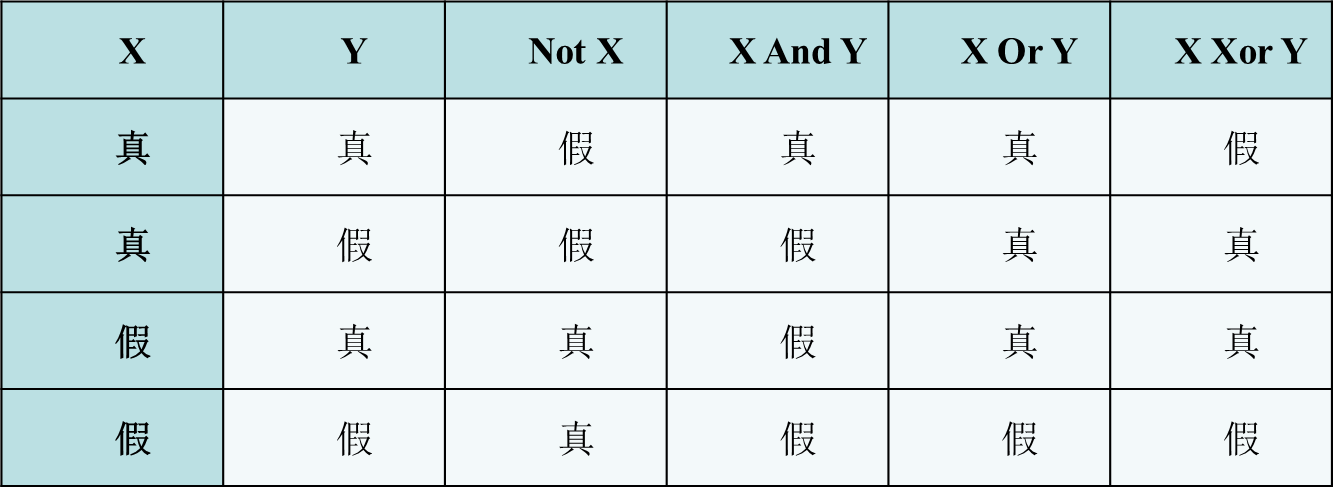 X Y Not X X And Y X Or Y X Xor Y
真 真 假 真 真 假
真 假 假 假 真 真
假 真 真 假 真 真
假 假 真 假 假 假